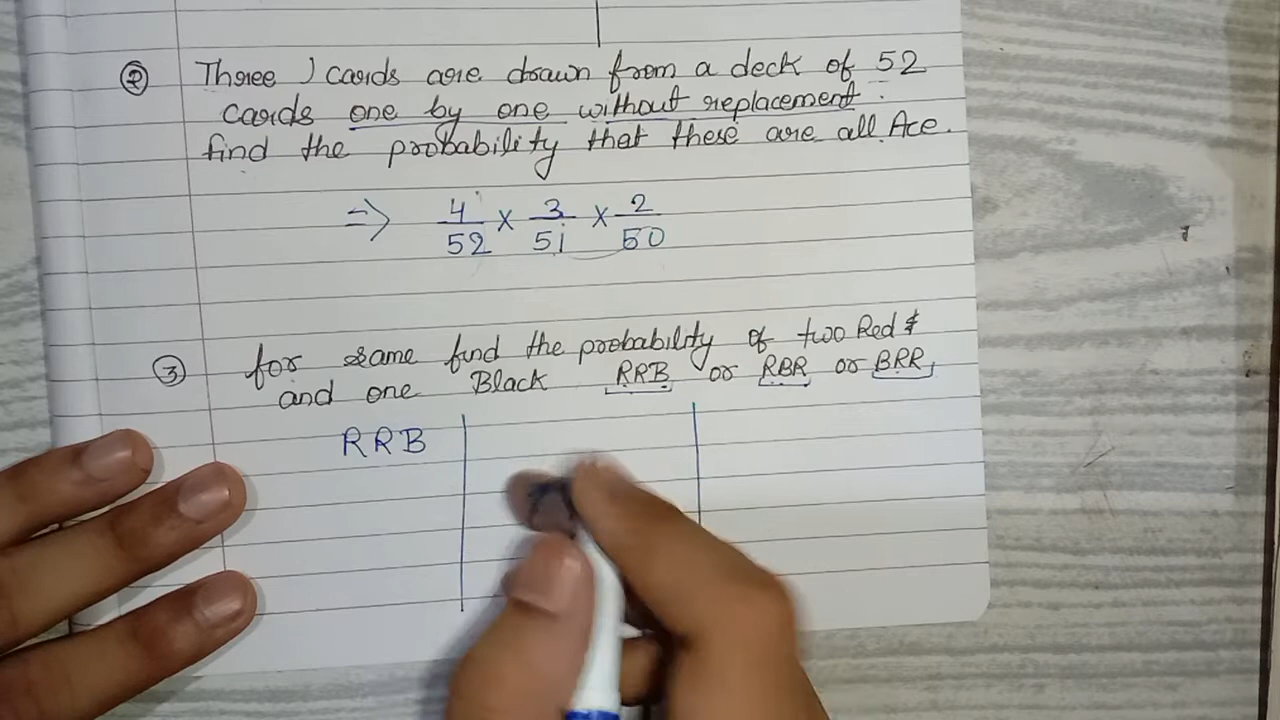 ② Three ) cards are drawn from a deck of 52
cards one by one without replacement.
find the probability that these are all Ace.
=> 4/52 × 3/51 × 2/50
③ for same find the probability of two Red &
and one Black RRB or RBR or BRR,
RRB